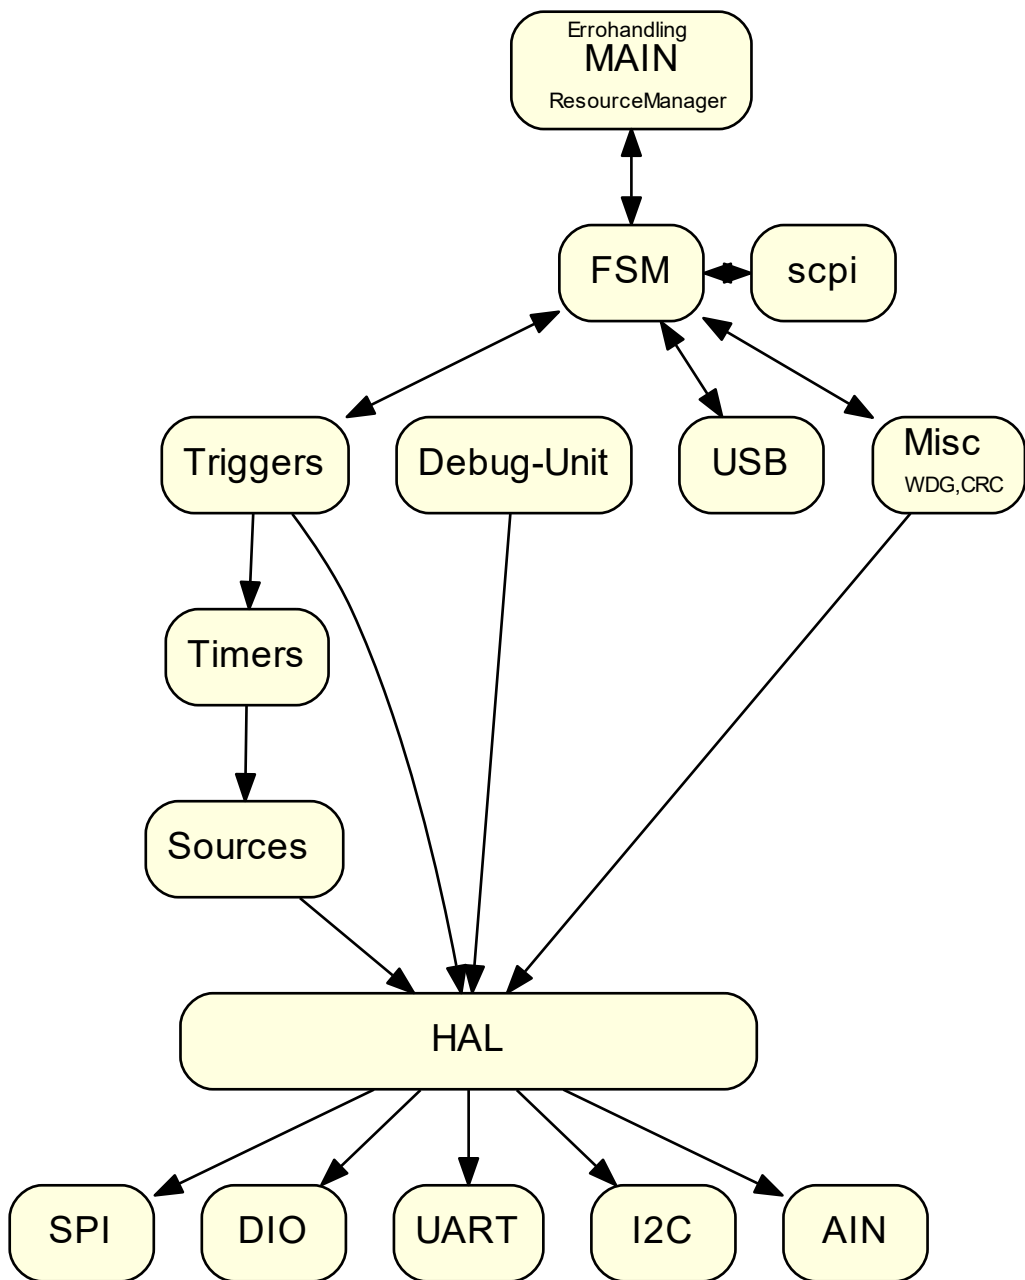 Errohandling
MAIN
ResourceManager
FSM
scpi
Triggers
Debug-Unit
USB
Misc
WDG,CRC
Timers
Sources
HAL
SPI
DIO
UART
I2C
AIN